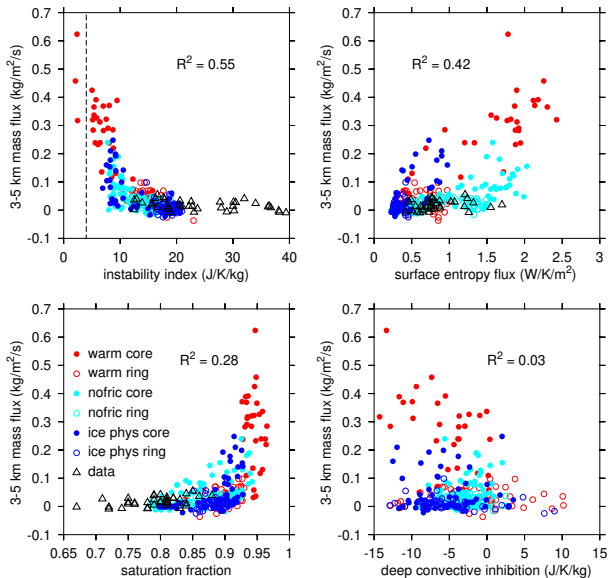 0.7
0.6
0.5
0.4
0.3
0.2
0.1
0
-0.1
3-5 km mass flux (kg/m²/s)
R² = 0.55
0 10 20 30 40
instability index (J/K/kg)
0.7
0.6
0.5
0.4
0.3
0.2
0.1
0
-0.1
3-5 km mass flux (kg/m²/s)
R² = 0.42
0 0.5 1 1.5 2 2.5 3
surface entropy flux (W/K/m²)
0.7
0.6
0.5
0.4
0.3
0.2
0.1
0
-0.1
3-5 km mass flux (kg/m²/s)
R² = 0.28
warm core
warm ring
nofric core
nofric ring
ice phys core
ice phys ring
data
0.65 0.7 0.75 0.8 0.85 0.9 0.95 1
saturation fraction
0.7
0.6
0.5
0.4
0.3
0.2
0.1
0
-0.1
3-5 km mass flux (kg/m²/s)
R² = 0.03
-15 -10 -5 0 5 10 15
deep convective inhibition (J/K/kg)